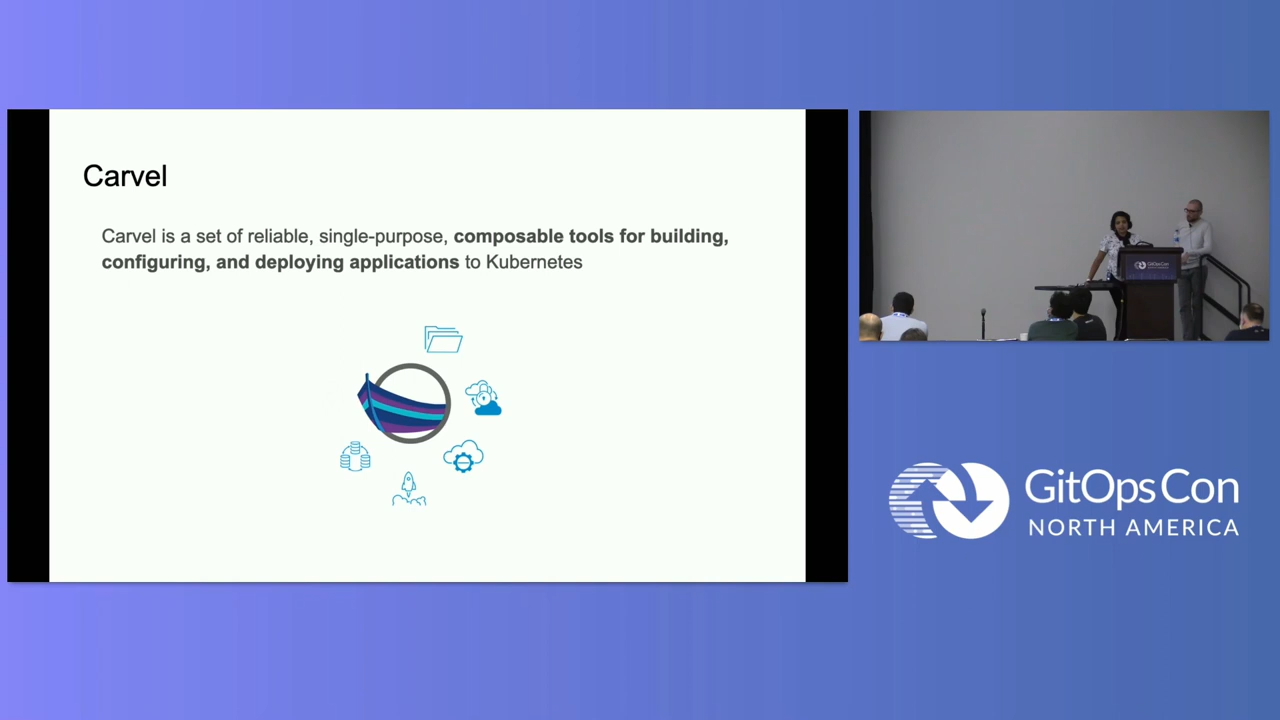 Carvel
Carvel is a set of reliable, single-purpose, composable tools for building,
configuring, and deploying applications to Kubernetes
GitOpsCon
GitOpsCon
NORTH AMERICA